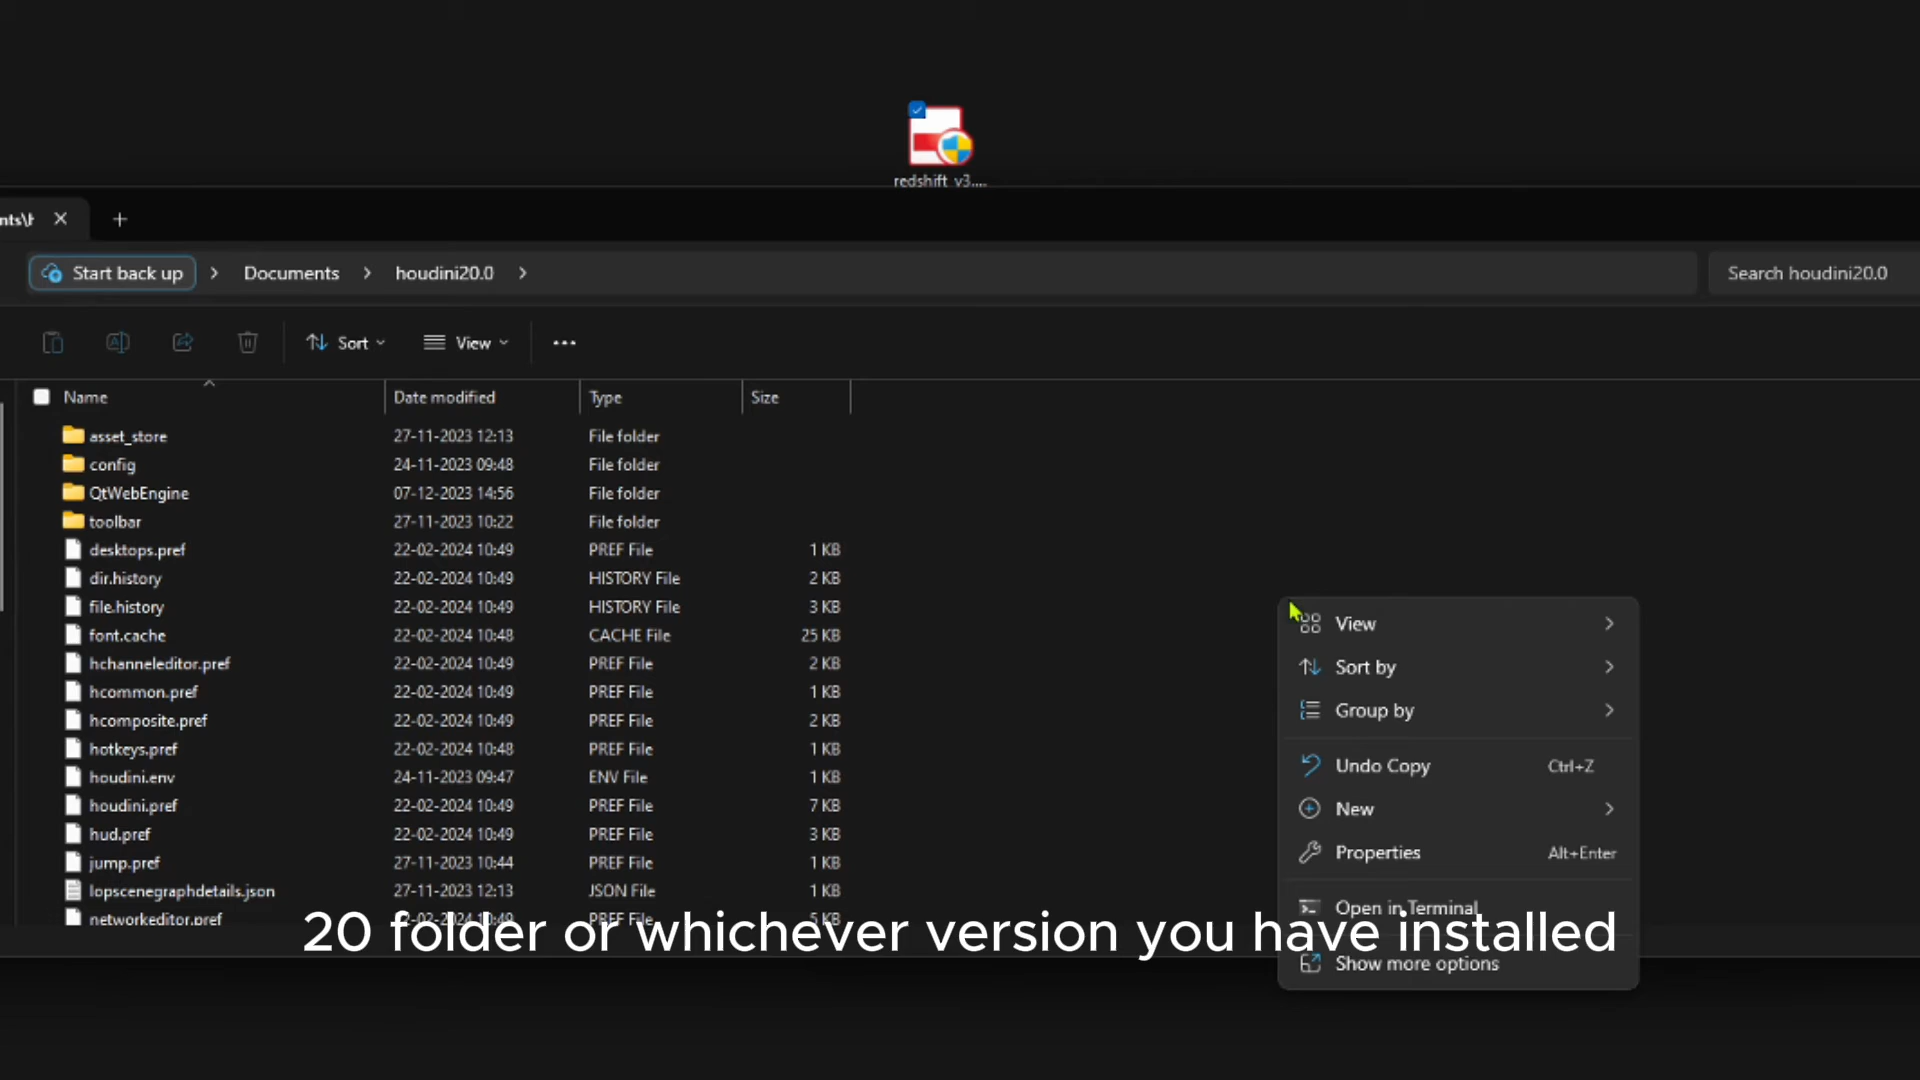 redshift_v3....
Start back up > Documents > houdini20.0 >
Search houdini20.0
Sort
View
Name Date modified Type Size
asset_store 27-11-2023 12:13 File folder
config 24-11-2023 09:48 File folder
QtWebEngine 07-12-2023 14:56 File folder
toolbar 27-11-2023 10:22 File folder
desktops.pref 22-02-2024 10:49 PREF File 1 KB
dir.history 22-02-2024 10:49 HISTORY File 2 KB
file.history 22-02-2024 10:49 HISTORY File 3 KB
font.cache 22-02-2024 10:48 CACHE File 25 KB
hchanneleditor.pref 22-02-2024 10:49 PREF File 2 KB
hcommon.pref 22-02-2024 10:49 PREF File 1 KB
hcomposite.pref 22-02-2024 10:49 PREF File 2 KB
hotkeys.pref 22-02-2024 10:48 PREF File 1 KB
houdini.env 24-11-2023 09:47 ENV File 1 KB
houdini.pref 22-02-2024 10:49 PREF File 7 KB
hud.pref 22-02-2024 10:49 PREF File 3 KB
jump.pref 27-11-2023 10:44 PREF File 1 KB
lopscenegraphdetails.json 27-11-2023 12:13 JSON File 1 KB
networkeditor.pref 22-02-2024 10:49 PREF File 5 KB
View
Sort by
Group by
Undo Copy Ctrl+Z
New
Properties Alt+Enter
Open in Terminal
Show more options
20 folder or whichever version you have installed